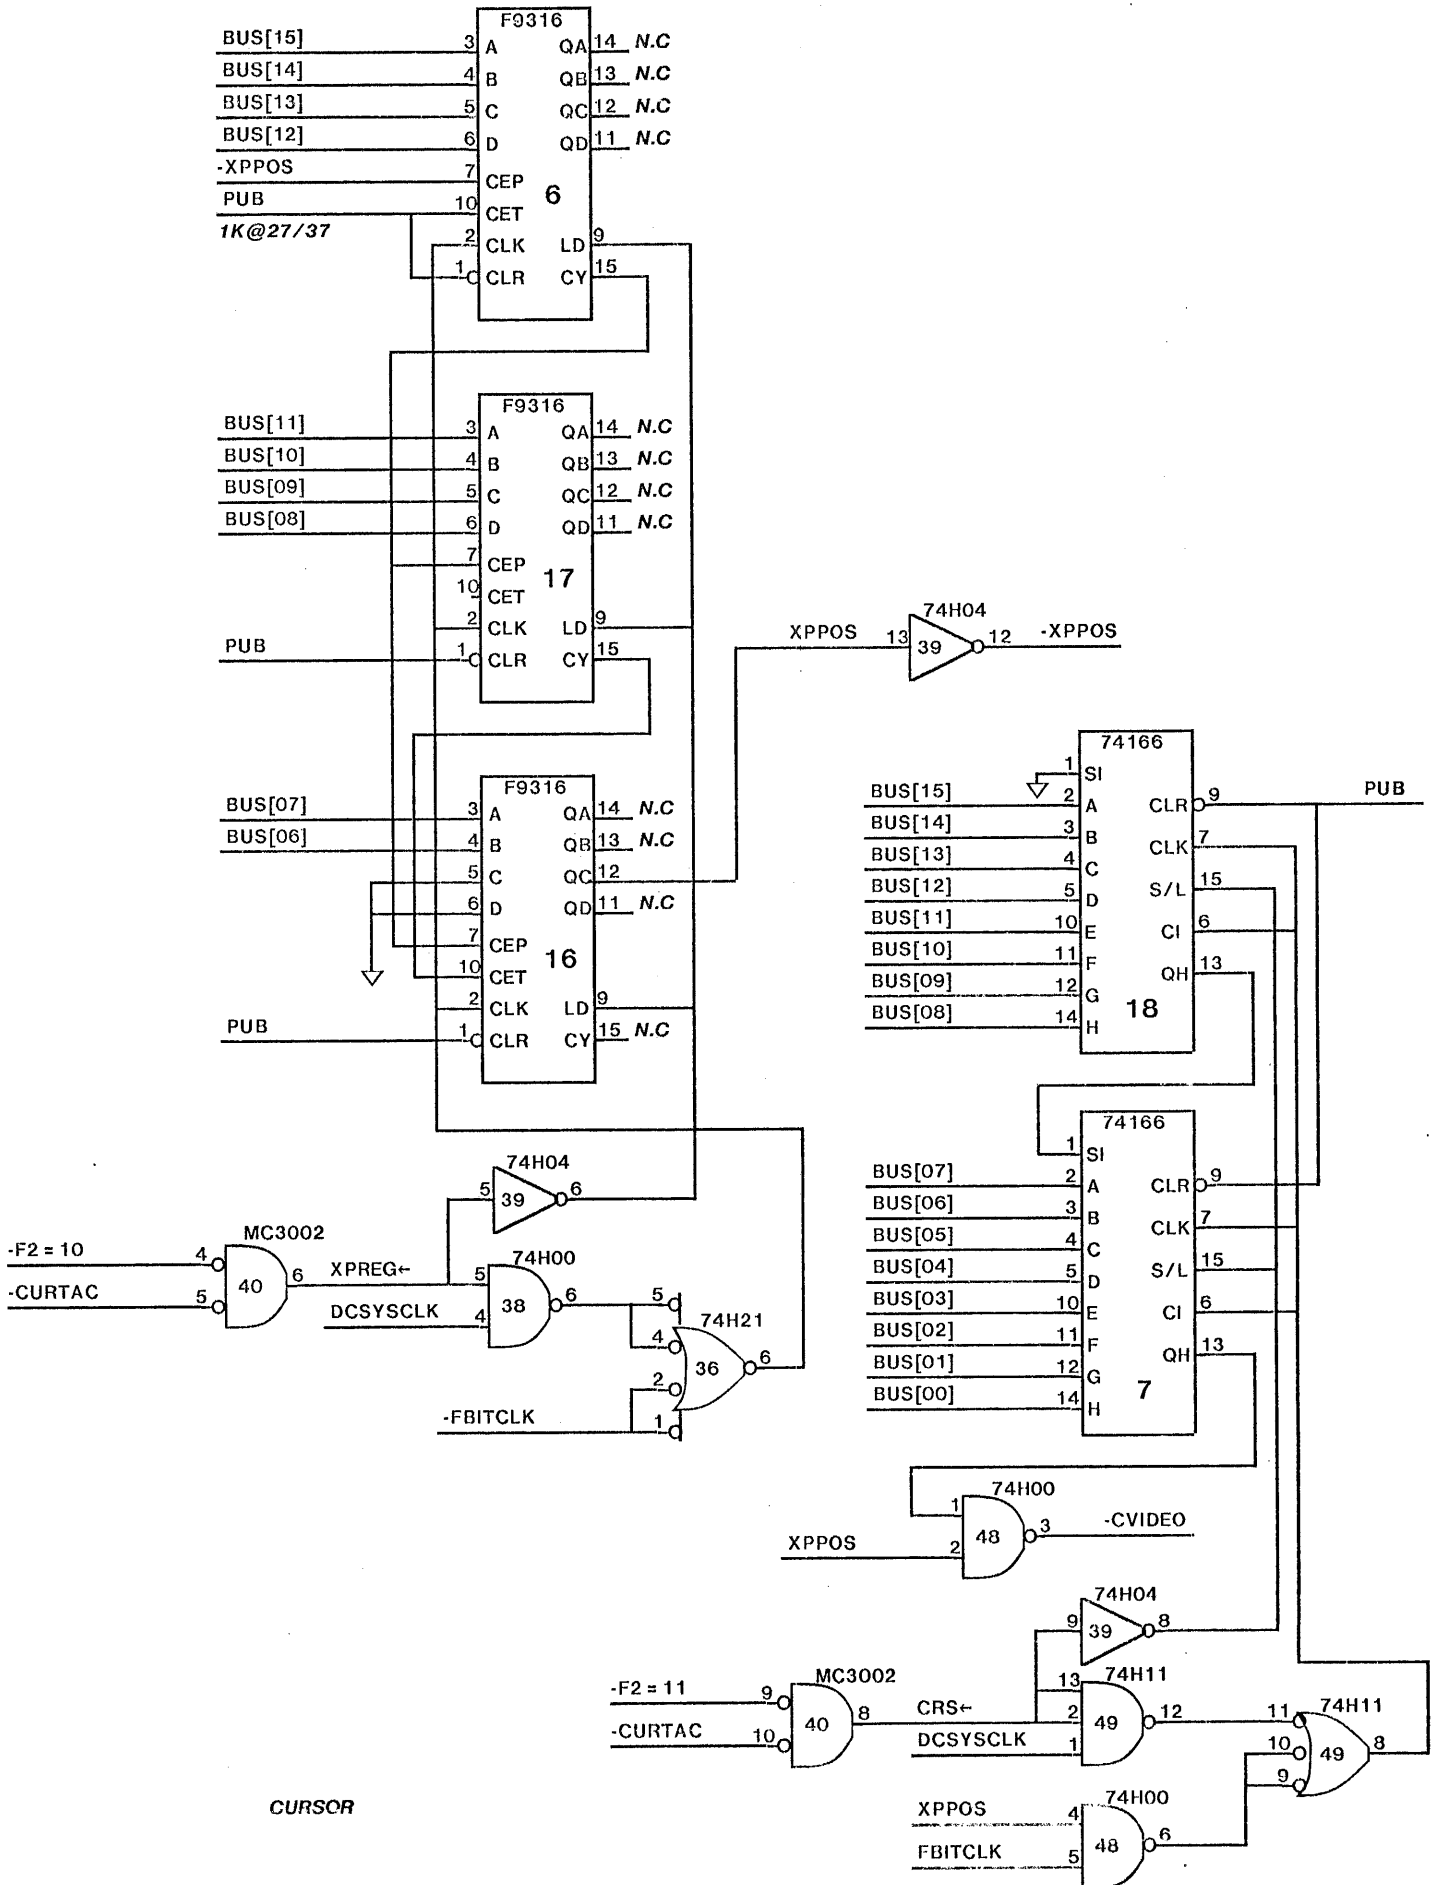 F9316
BUS[15] 3 A QA 14 N.C
BUS[14] 4 B QB 13 N.C
BUS[13] 5 C QC 12 N.C
BUS[12] 6 D QD 11 N.C
-XPPOS 7 CEP 6
PUB 10 CET
1K@27/37
2 CLK LD 9
1 CLR CY 15
F9316
BUS[11] 3 A QA 14 N.C
BUS[10] 4 B QB 13 N.C
BUS[09] 5 C QC 12 N.C
BUS[08] 6 D QD 11 N.C
7 CEP 17
10 CET
2 CLK LD 9
PUB 1 CLR CY 15
74H04
XPPOS 13 39 12 -XPPOS
F9316
BUS[07] 3 A QA 14 N.C
BUS[06] 4 B QB 13 N.C
5 C QC 12
6 D QD 11 N.C
7 CEP 16
10 CET
2 CLK LD 9
PUB 1 CLR CY 15 N.C
74166
1 SI
BUS[15] 2 A CLR 9 PUB
BUS[14] 3 B CLK 7
BUS[13] 4 C
BUS[12] 5 D S/L 15
BUS[11] 10 E CI 6
BUS[10] 11 F QH 13
BUS[09] 12 G 18
BUS[08] 14 H
74166
1 SI
BUS[07] 2 A CLR 9
BUS[06] 3 B CLK 7
BUS[05] 4 C
BUS[04] 5 D S/L 15
BUS[03] 10 E CI 6
BUS[02] 11 F QH 13
BUS[01] 12 G 7
BUS[00] 14 H
74H04
5 39 6
MC3002
-F2=10 4
40 6 XPREG←
-CURTAC 5
74H00
5 38 6
DCSYSCLK 4
74H21
5
4 36 6
2
-FBITCLK 1
74H00
1 48 3 -CVIDEO
XPPOS 2
74H04
9 39 8
MC3002
-F2=11 9
40 8 CRS←
-CURTAC 10
74H11
13
2 49 12
DCSYSCLK 1
74H11
11
10 49 8
9
74H00
XPPOS 4
48 6
FBITCLK 5
CURSOR